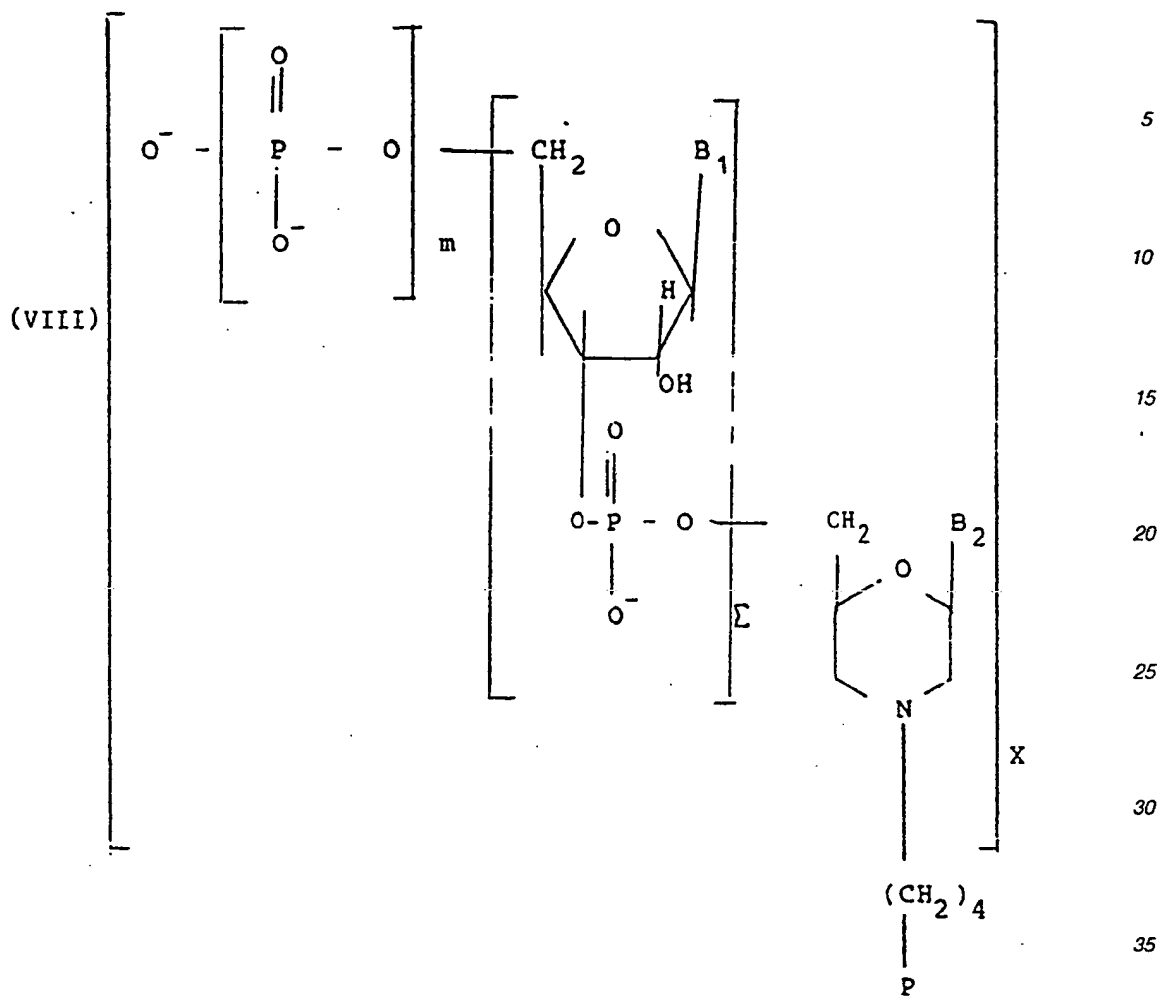 O 5
O⁻ - P - O CH₂ B₁
O
O⁻ m 10
H
(VIII)
OH
15
O
O-P - O CH₂ B₂ 20
O
O⁻ Σ
25
N
X
30
(CH₂)₄
35
P